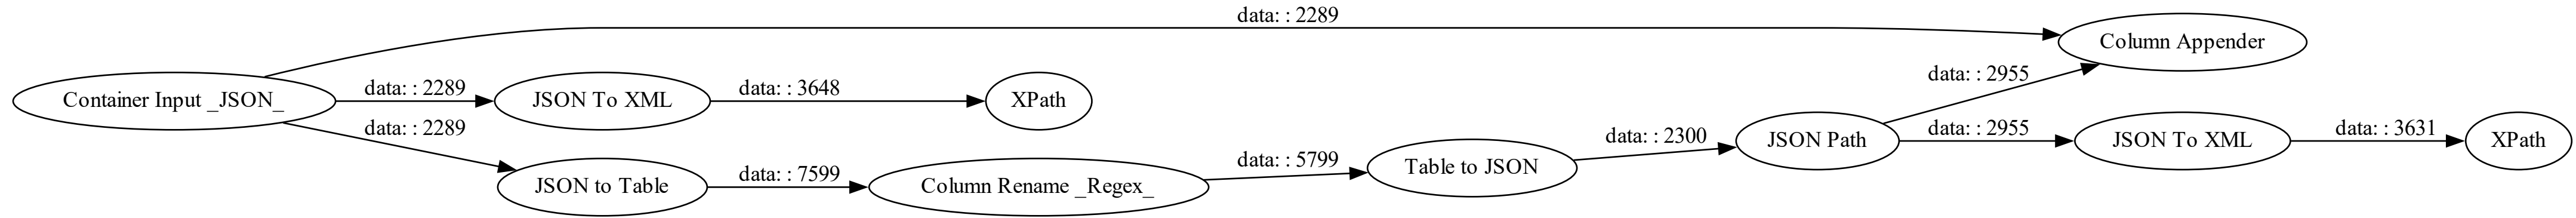 data: : 2289
Column Appender
data: : 2955
Container Input _JSON_
data: : 2289
JSON To XML
data: : 3648
XPath
data: : 2289
JSON to Table
data: : 7599
Column Rename _Regex_
data: : 5799
Table to JSON
data: : 2300
JSON Path
data: : 2955
JSON To XML
data: : 3631
XPath